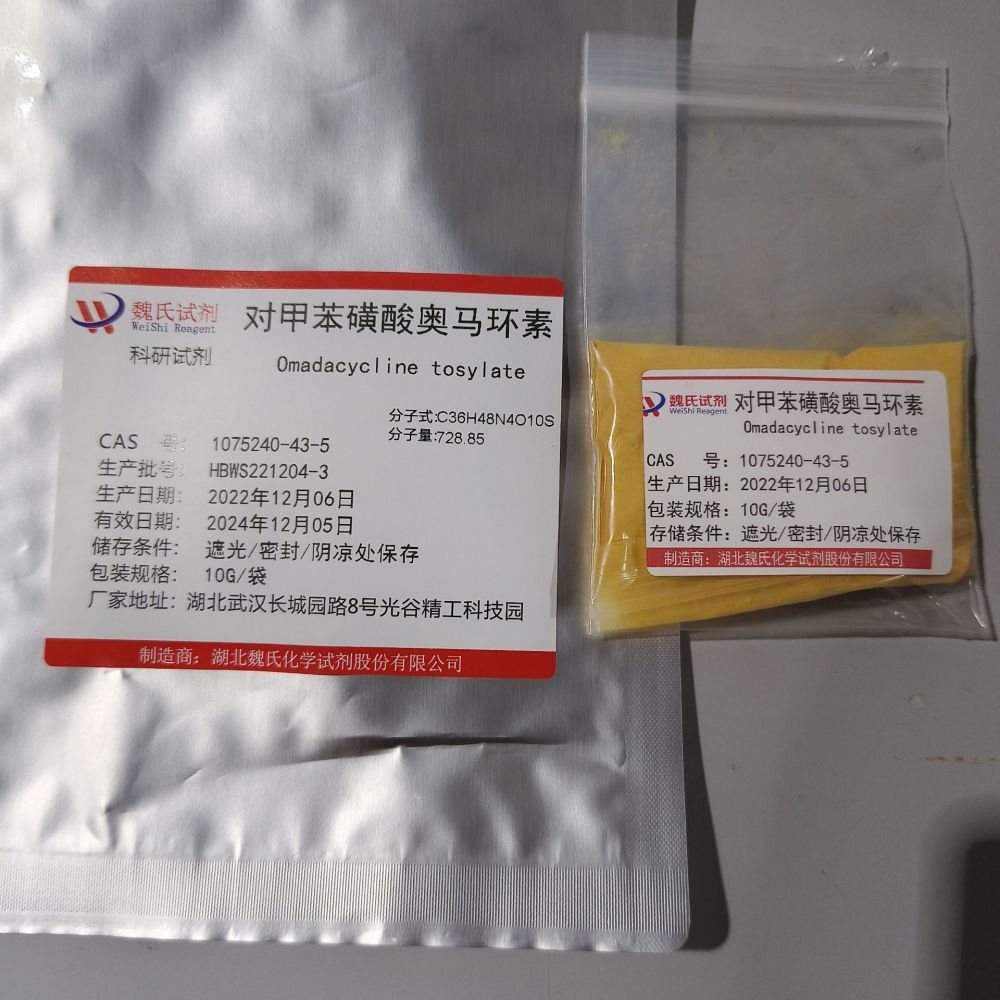 魏氏试剂
WeiShi Reagent
科研试剂
对甲苯磺酸奥马环素
Omadacycline tosylate
分子式:C36H48N4O10S
分子量:728.85
CAS 号: 1075240-43-5
生产批号: HBWS221204-3
生产日期: 2022年12月06日
有效日期: 2024年12月05日
储存条件: 遮光/密封/阴凉处保存
包装规格: 10G/袋
厂家地址: 湖北武汉长城园路8号光谷精工科技园
制造商: 湖北魏氏化学试剂股份有限公司
魏氏试剂
WeiShi Reagent
对甲苯磺酸奥马环素
Omadacycline tosylate
CAS 号: 1075240-43-5
生产日期: 2022年12月06日
包装规格: 10G/袋
存储条件: 遮光/密封/阴凉处保存
制造商: 湖北魏氏化学试剂股份有限公司